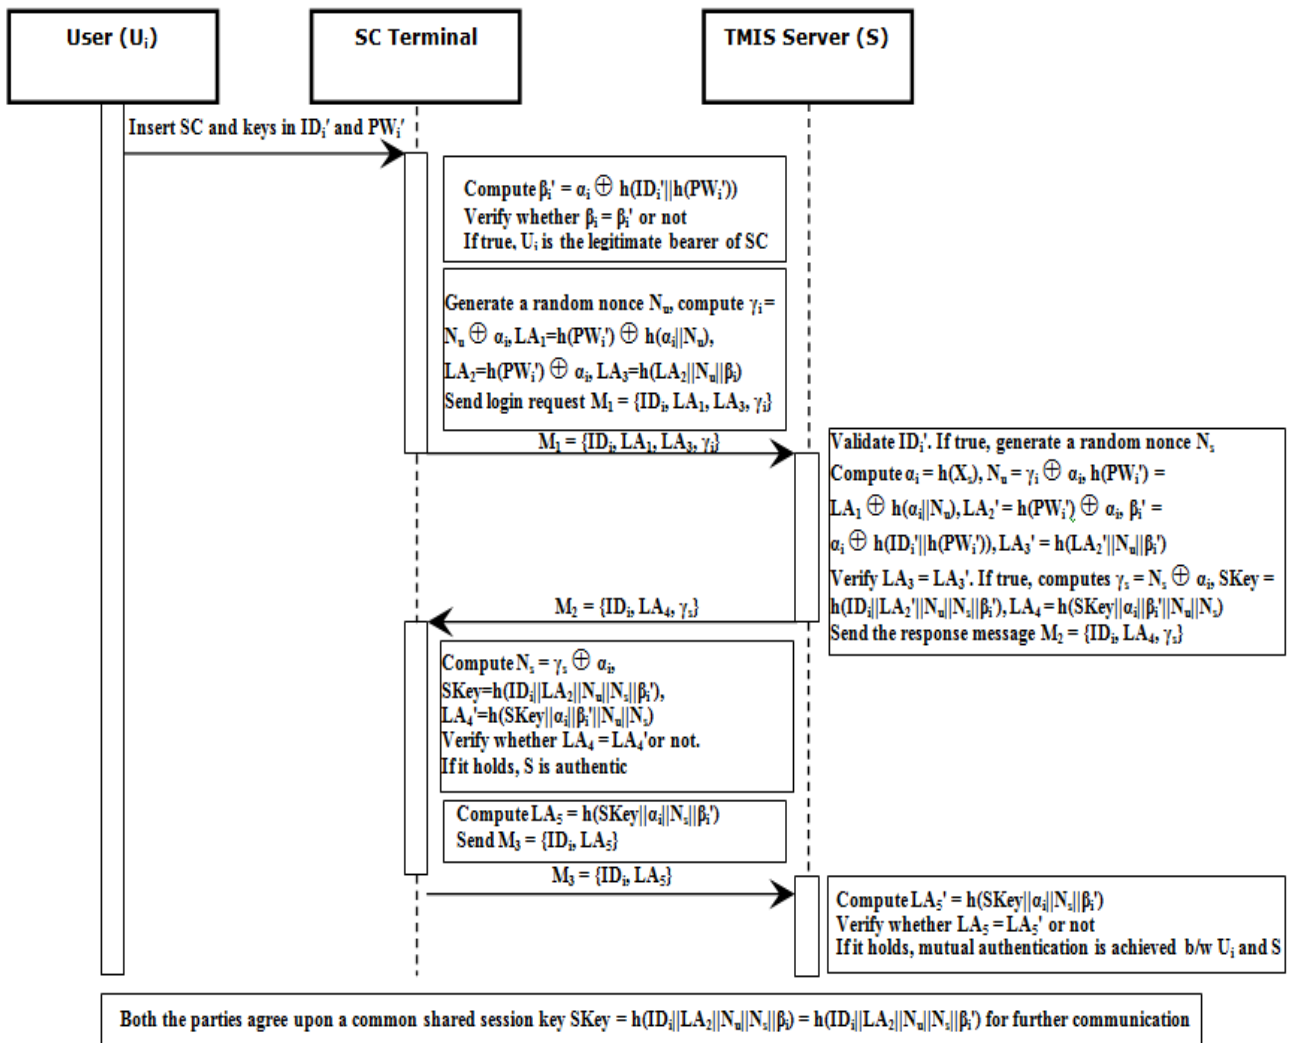 User (Uᵢ)
SC Terminal
TMIS Server (S)
Insert SC and keys in IDᵢ′ and PWᵢ′
Compute βᵢ' = αᵢ ⊕ h(IDᵢ'||h(PWᵢ'))
Verify whether βᵢ = βᵢ' or not
If true, Uᵢ is the legitimate bearer of SC
Generate a random nonce Nᵤ, compute γᵢ =
Nᵤ ⊕ αᵢ, LA₁=h(PWᵢ') ⊕ h(αᵢ||Nᵤ),
LA₂=h(PWᵢ') ⊕ αᵢ, LA₃=h(LA₂||Nᵤ||βᵢ)
Send login request M₁ = {IDᵢ, LA₁, LA₃, γᵢ}
M₁ = {IDᵢ, LA₁, LA₃, γᵢ}
Validate IDᵢ'. If true, generate a random nonce Nₛ
Compute αᵢ = h(Xₛ), Nᵤ = γᵢ ⊕ αᵢ, h(PWᵢ') =
LA₁ ⊕ h(αᵢ||Nᵤ), LA₂' = h(PWᵢ') ⊕ αᵢ, βᵢ' =
αᵢ ⊕ h(IDᵢ'||h(PWᵢ')), LA₃' = h(LA₂'||Nᵤ||βᵢ')
Verify LA₃ = LA₃'. If true, computes γₛ = Nₛ ⊕ αᵢ, SKey =
h(IDᵢ||LA₂'||Nᵤ||Nₛ||βᵢ'), LA₄ = h(SKey||αᵢ||βᵢ'||Nᵤ||Nₛ)
Send the response message M₂ = {IDᵢ, LA₄, γₛ}
M₂ = {IDᵢ, LA₄, γₛ}
Compute Nₛ = γₛ ⊕ αᵢ,
SKey=h(IDᵢ||LA₂||Nᵤ||Nₛ||βᵢ'),
LA₄'=h(SKey||αᵢ||βᵢ'||Nᵤ||Nₛ)
Verify whether LA₄ = LA₄'or not.
If it holds, S is authentic
Compute LA₅ = h(SKey||αᵢ||Nₛ||βᵢ')
Send M₃ = {IDᵢ, LA₅}
M₃ = {IDᵢ, LA₅}
Compute LA₅' = h(SKey||αᵢ||Nₛ||βᵢ')
Verify whether LA₅ = LA₅' or not
If it holds, mutual authentication is achieved b/w Uᵢ and S
Both the parties agree upon a common shared session key SKey = h(IDᵢ||LA₂||Nᵤ||Nₛ||βᵢ) = h(IDᵢ||LA₂||Nᵤ||Nₛ||βᵢ') for further communication